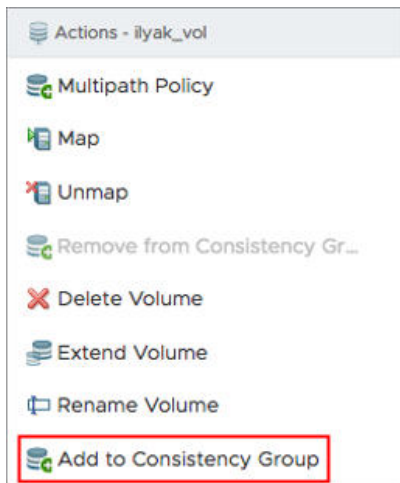 Actions - ilyak_vol
Multipath Policy
Map
Unmap
Remove from Consistency Gr...
Delete Volume
Extend Volume
Rename Volume
Add to Consistency Group